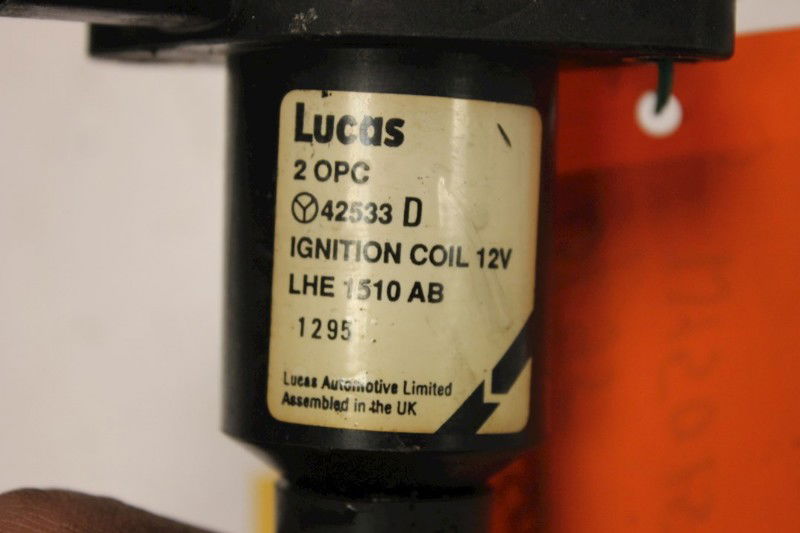 Lucas
2 OPC
42533 D
IGNITION COIL 12V
LHE 1510 AB
1295
Lucas Automotive Limited
Assembled in the UK